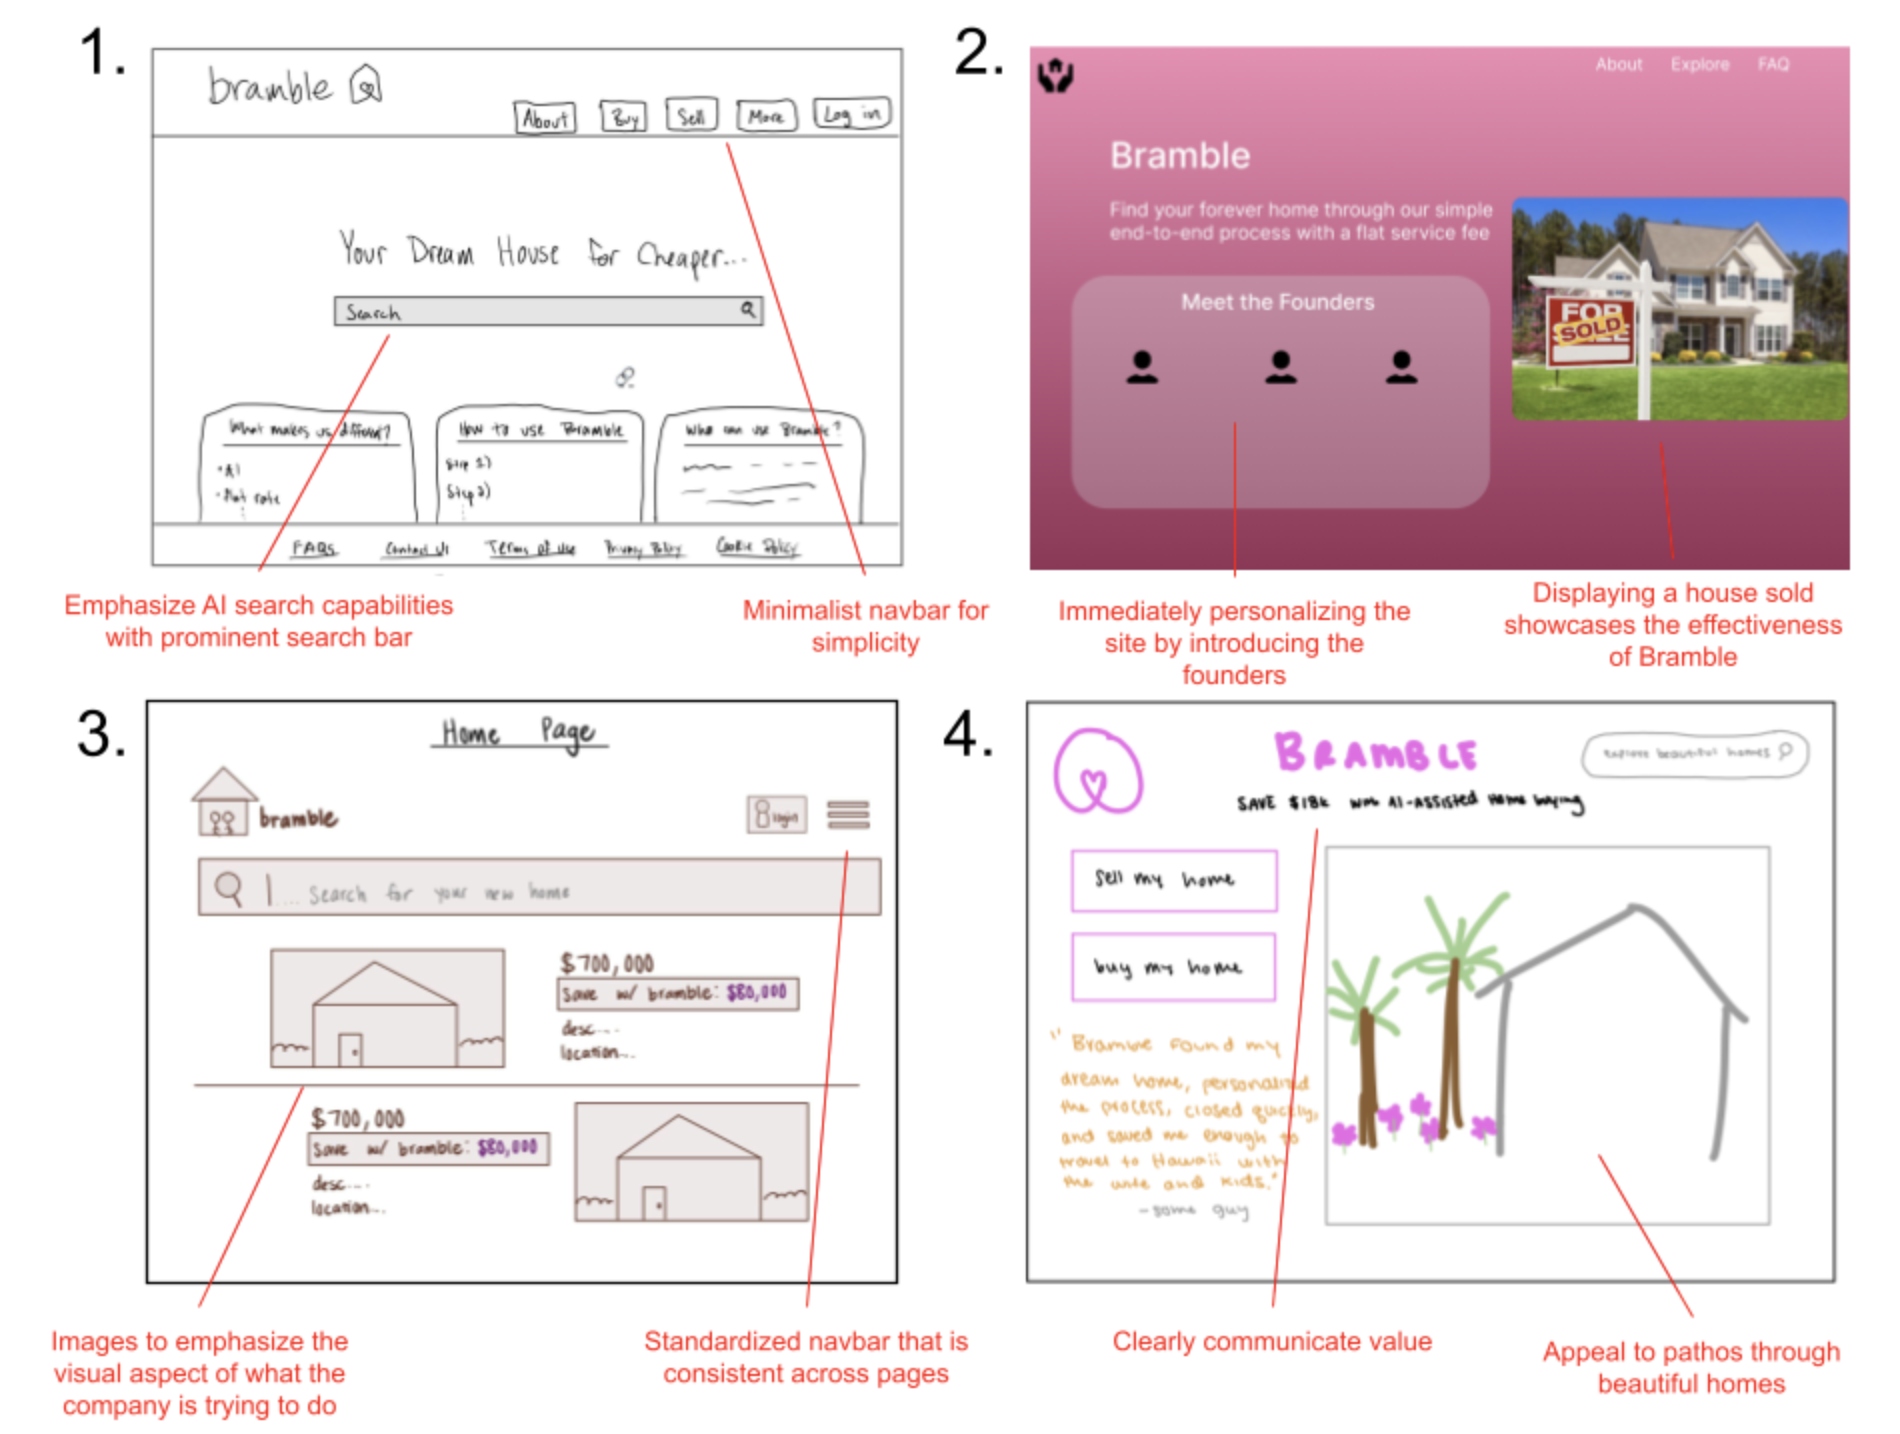 1.
bramble
About
Buy
Sell
More
Log in
Your Dream House for Cheaper...
Search
What makes us different?
• AI
• flat rate
How to use Bramble
Step 1)
Step 2)
Who can use Bramble?
FAQs
Contact Us
Terms of Use
Privacy Policy
Cookie Policy
Emphasize AI search capabilities
with prominent search bar
Minimalist navbar for
simplicity
2.
About
Explore
FAQ
Bramble
Find your forever home through our simple
end-to-end process with a flat service fee
Meet the Founders
FOR
SOLD
SALE
Immediately personalizing the
site by introducing the
founders
Displaying a house sold
showcases the effectiveness
of Bramble
3.
Home Page
bramble
login
.... Search for your new home
$700,000
Save w/ bramble: $80,000
desc....
location...
$700,000
Save w/ bramble: $80,000
desc....
location...
Images to emphasize the
visual aspect of what the
company is trying to do
Standardized navbar that is
consistent across pages
4.
BRAMBLE
explore beautiful homes
SAVE $18k with AI-ASSISTED home buying
sell my home
buy my home
"Bramble found my
dream home, personalized
the process, closed quickly,
and saved me enough to
travel to Hawaii with
the wife and kids."
- some guy
Clearly communicate value
Appeal to pathos through
beautiful homes